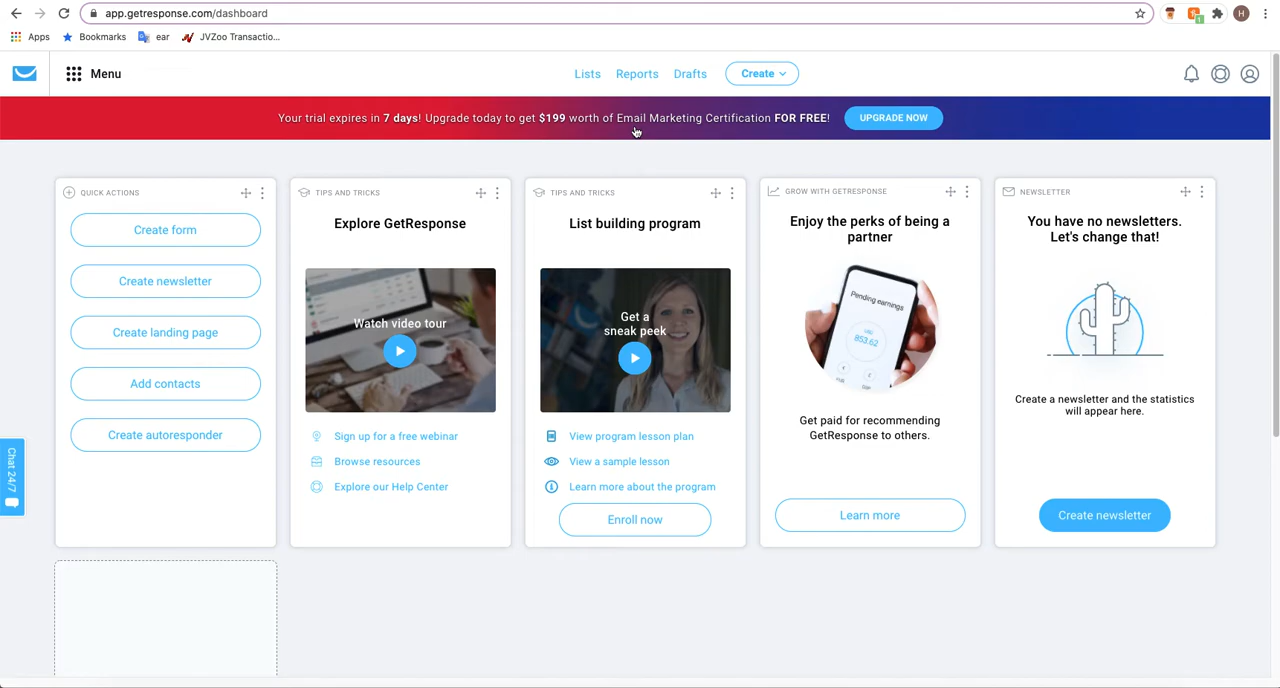 app.getresponse.com/dashboard
H
Apps
Bookmarks
ear
JVZoo Transactio...
Menu
Lists
Reports
Drafts
Create
Your trial expires in 7 days! Upgrade today to get $199 worth of Email Marketing Certification FOR FREE!
UPGRADE NOW
QUICK ACTIONS
Create form
Create newsletter
Create landing page
Add contacts
Create autoresponder
TIPS AND TRICKS
Explore GetResponse
Watch video tour
Sign up for a free webinar
Browse resources
Explore our Help Center
TIPS AND TRICKS
List building program
Get a
sneak peek
View program lesson plan
View a sample lesson
Learn more about the program
Enroll now
GROW WITH GETRESPONSE
Enjoy the perks of being a
partner
Pending earnings
853.62
Get paid for recommending
GetResponse to others.
Learn more
NEWSLETTER
You have no newsletters.
Let's change that!
Create a newsletter and the statistics
will appear here.
Create newsletter
Chat 24/7